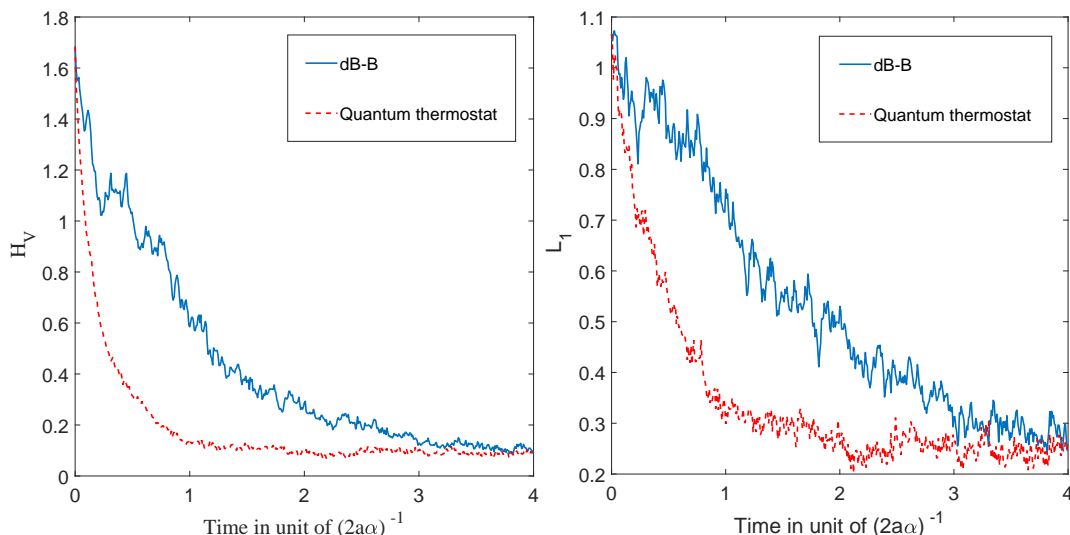 1.8
1.6
1.4
1.2
1
0.8
0.6
0.4
0.2
0
H_V
dB-B
Quantum thermostat
0 1 2 3 4
Time in unit of (2aα)^-1
1.1
1
0.9
0.8
0.7
0.6
0.5
0.4
0.3
0.2
L_1
dB-B
Quantum thermostat
0 1 2 3 4
Time in unit of (2aα)^-1